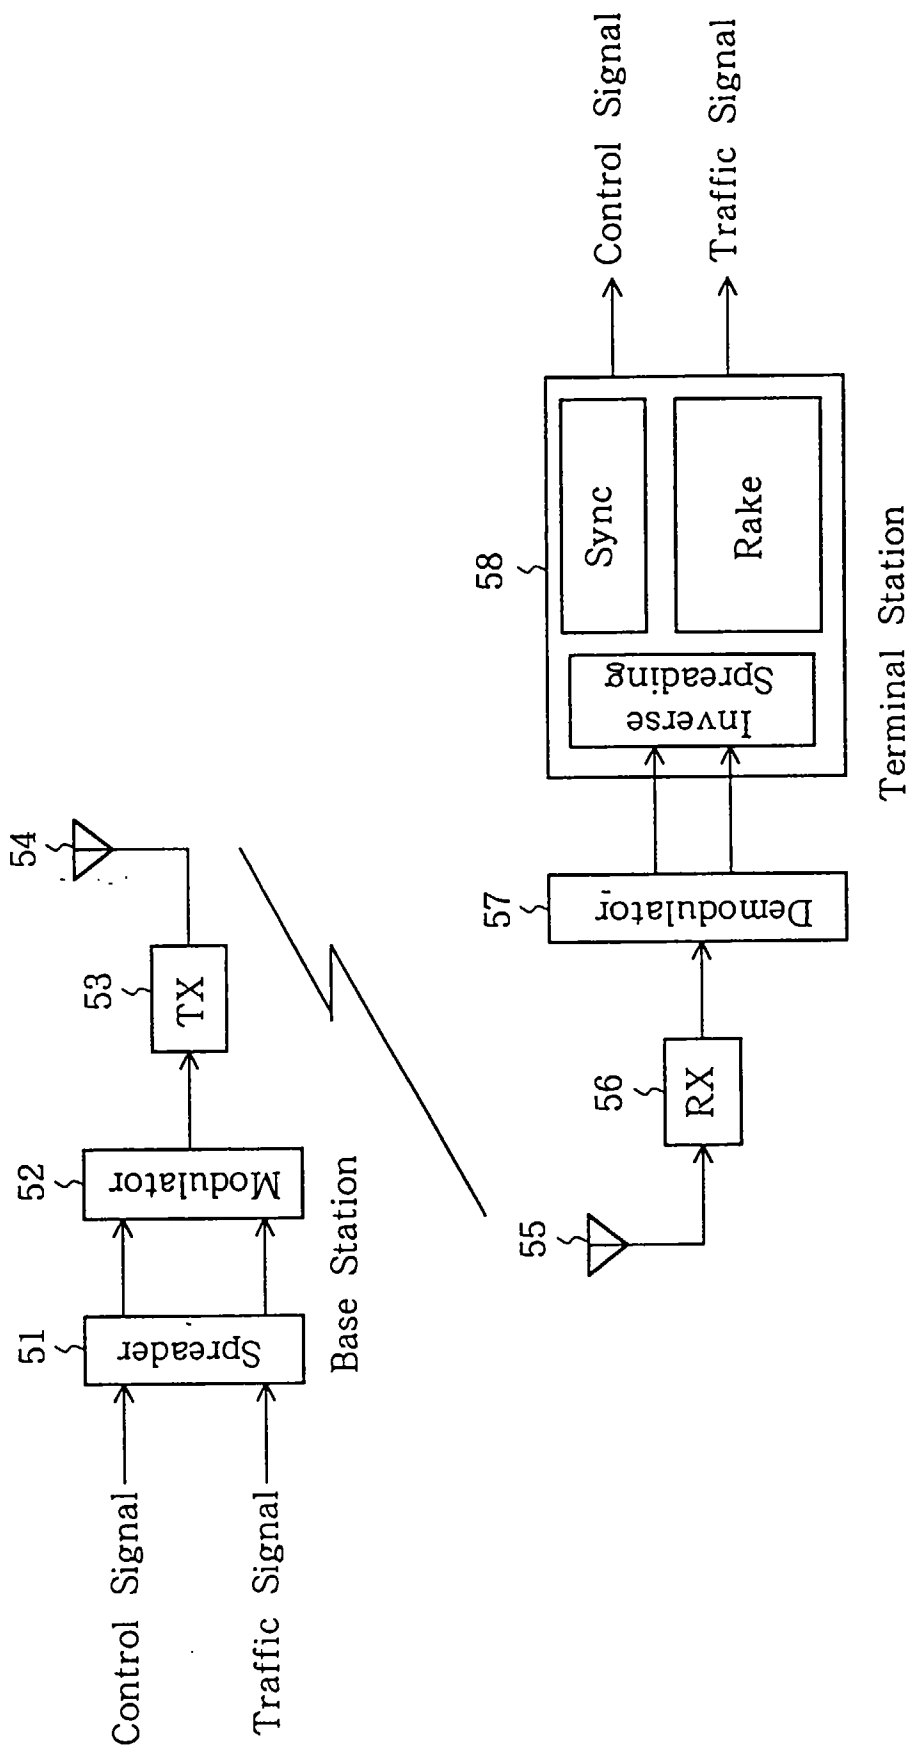 Control Signal
Traffic Signal
51
Spreader
52
Modulator
53
TX
54
Base Station
55
56
RX
57
Demodulator
58
Inverse
Spreading
Sync
Rake
Control Signal
Traffic Signal
Terminal Station